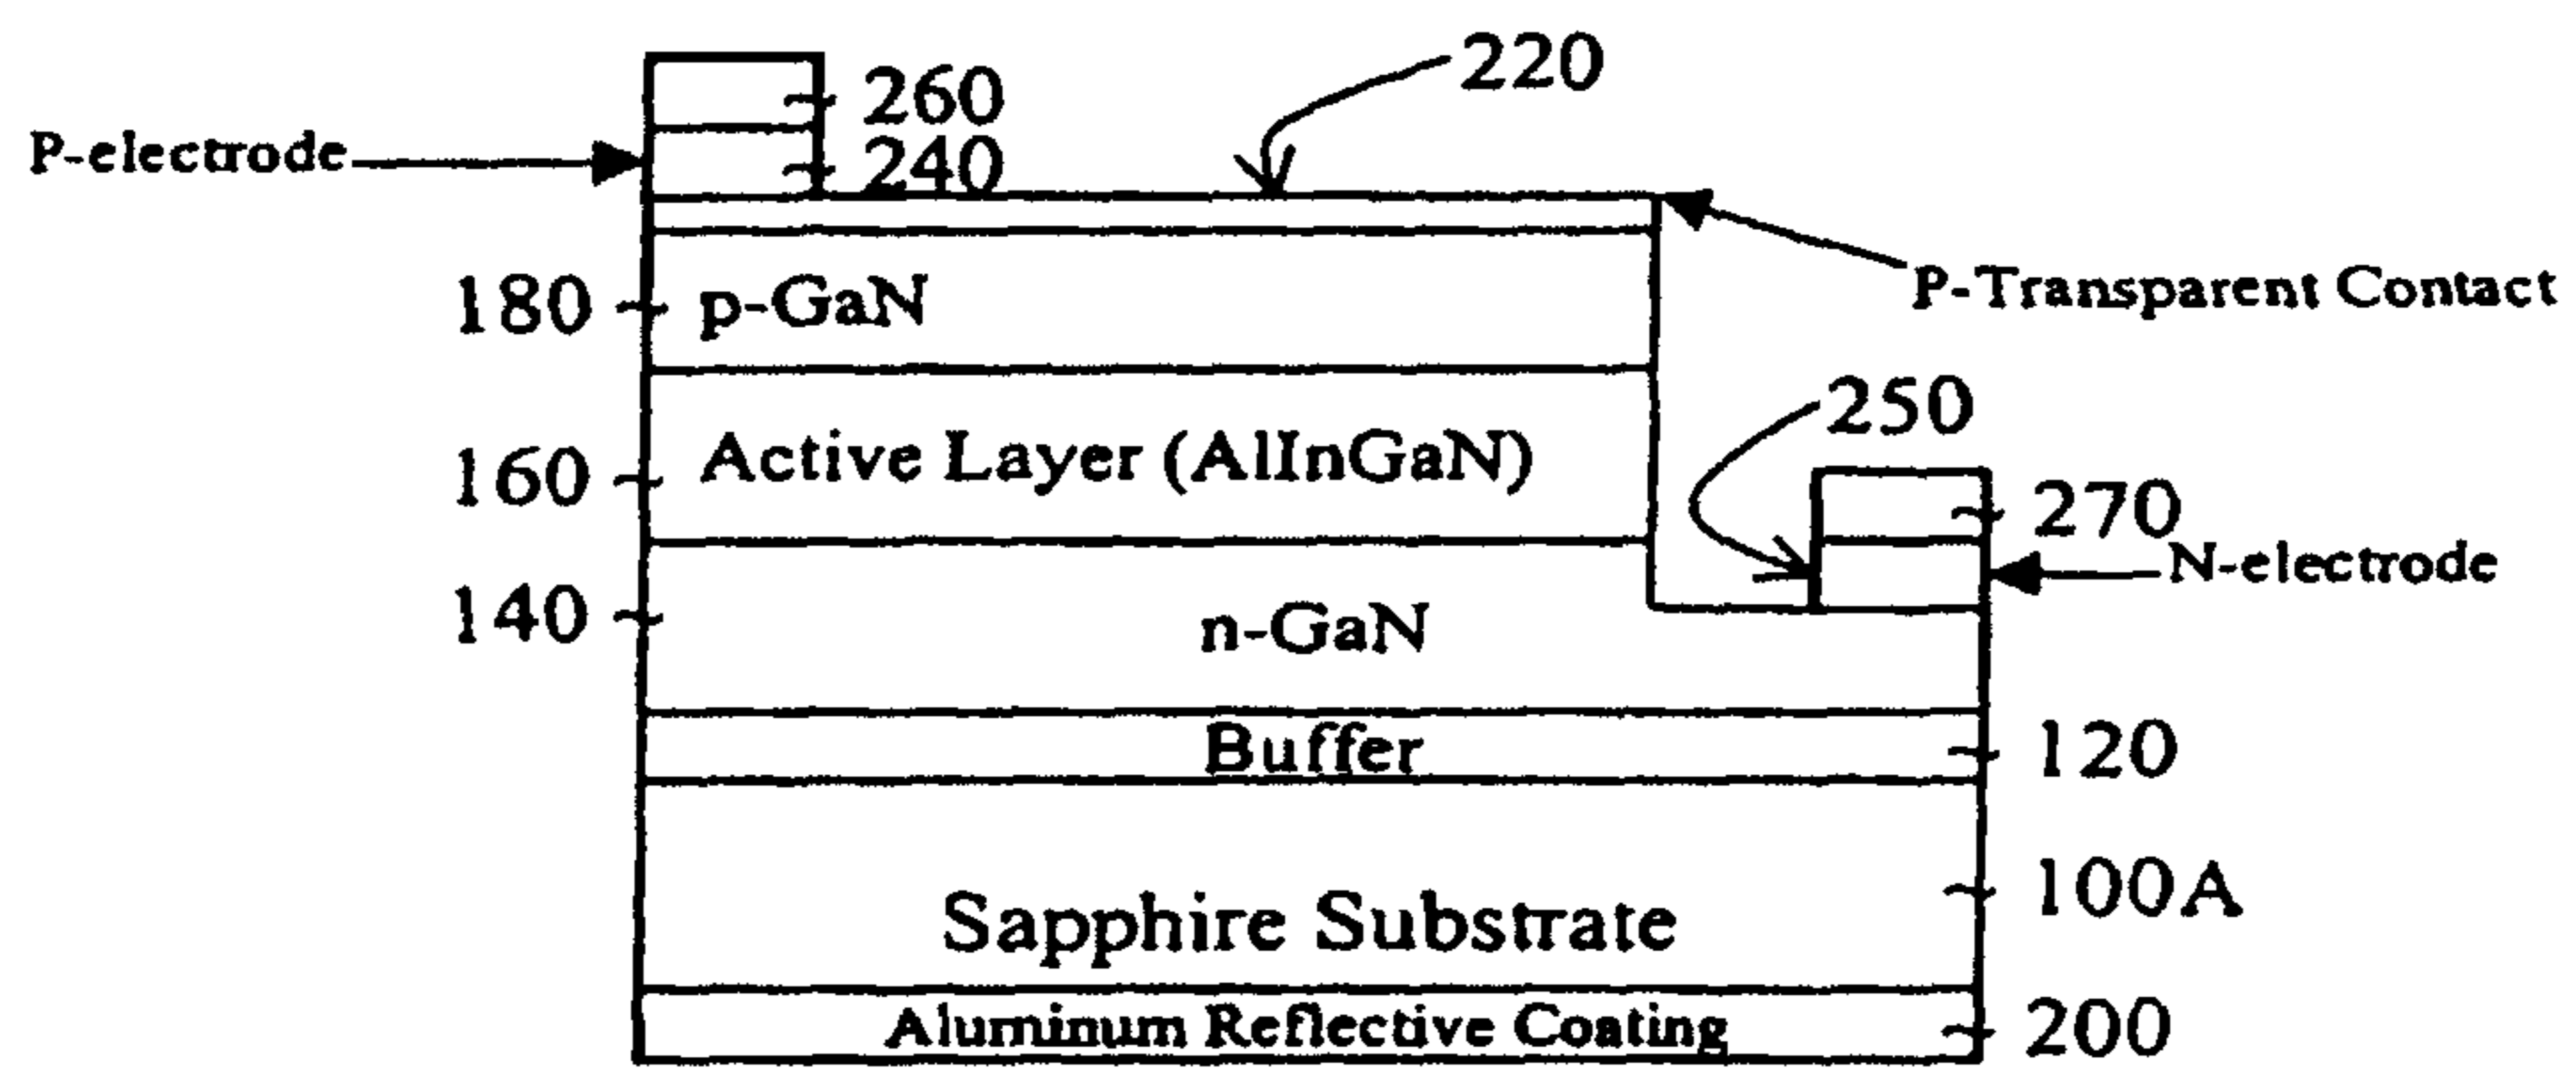 220
260
P-electrode
240
180
p-GaN
P-Transparent Contact
250
160
Active Layer (AlInGaN)
270
N-electrode
140
n-GaN
Buffer
120
100A
Sapphire Substrate
Aluminum Reflective Coating
200